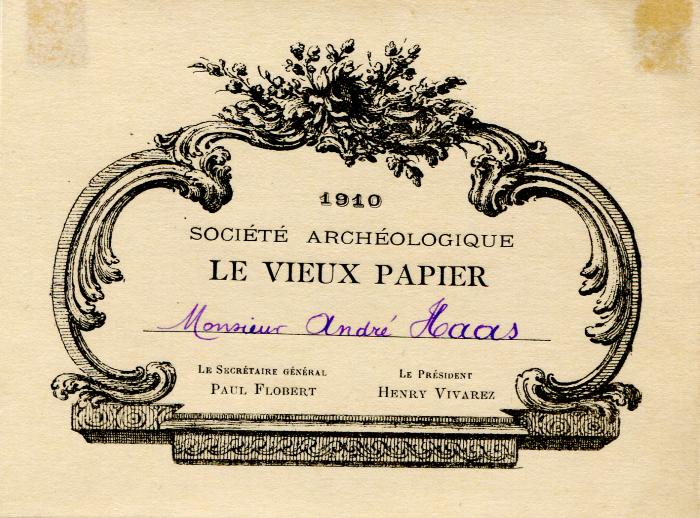 1910
SOCIÉTÉ ARCHÉOLOGIQUE
LE VIEUX PAPIER
Monsieur André Haas
LE SECRÉTAIRE GÉNÉRAL
PAUL FLOBERT
LE PRÉSIDENT
HENRY VIVAREZ